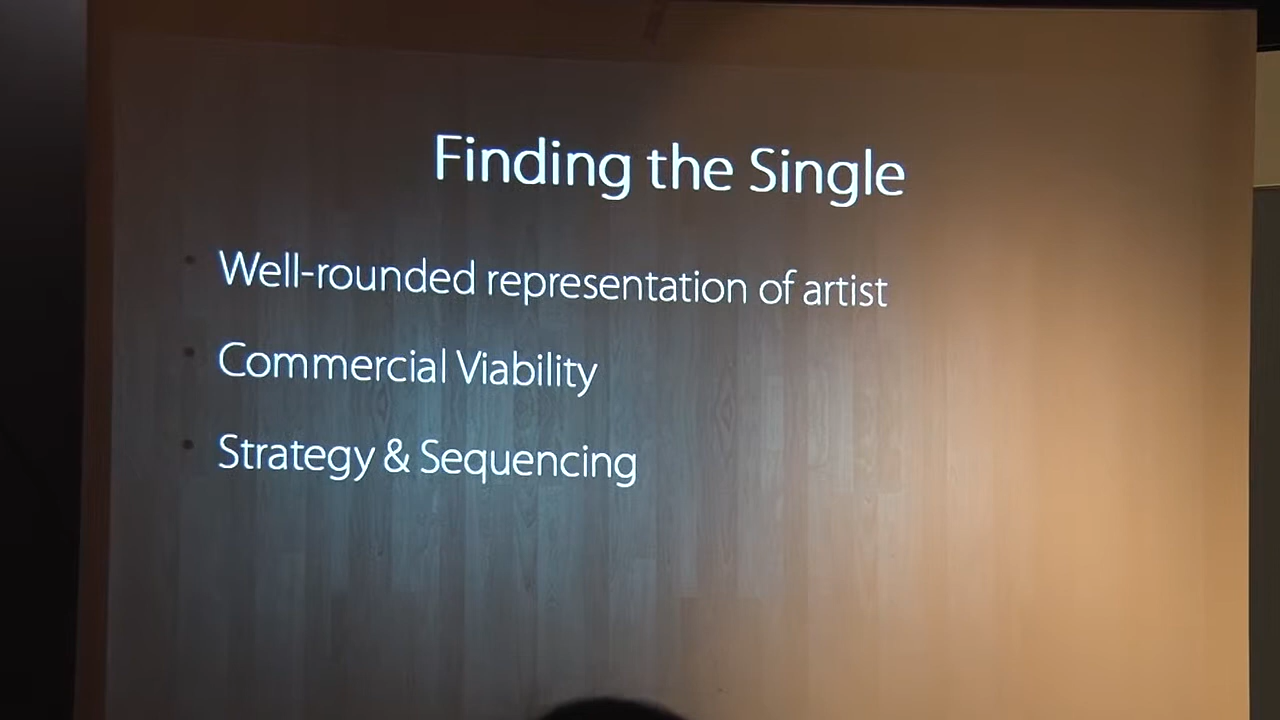 Finding the Single
• Well-rounded representation of artist
• Commercial Viability
• Strategy & Sequencing